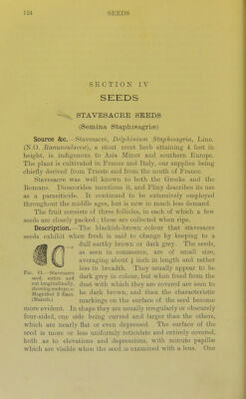 124 SEEDS
SECTION IV
SEEDS
STAVESACRE SEEDS
(Semina Staphisagriæ)
Source &c.—Stavesacre, Delphinium Staphisagria, Linn.
(N.O. Ranunculaceæ), a stout erect herb attaining 4 feet in
height, is indigenous to Asia Minor and southern Europe.
The plant is cultivated in France and Italy, our supplies being
chiefly derived from Trieste and from the south of France.
Stavesacre was well known to both the Greeks and the
Romans. Dioscorides mentions it, and Pliny describes its use
as a parasiticide. It continued to be extensively employed
throughout the middle ages, but is now in much less demand.
The fruit consists of three follicles, in each of which a few
seeds are closely packed; these are collected when ripe.
Description.—The blackish-brown colour that stavesacre
seeds exhibit when fresh is said to change by keeping to a
dull earthy brown or dark grey. The seeds,
as seen in commerce, are of small size,
averaging about ¼ inch in length and rather
less in breadth. They usually appear to be
dark grey in colour, but when freed from the
dust with which they are covered are seen to
be dark brown, and then the characteristic
markings on the surface of the seed become
Stavesacre
seed, entire and
cut longitudinally,
showing embryo, e.
Magnified 3 diam.
more evident. In shape they are usually irregularly or obscurely
four-sided, one side being curved and larger than the others,
which are nearly flat or even depressed. The surface of the
seed is more or less uniformly reticulate and entirely covered,
both as to elevations and depressions, with minute papillæ
which are visible when the seed is examined with a lens. One